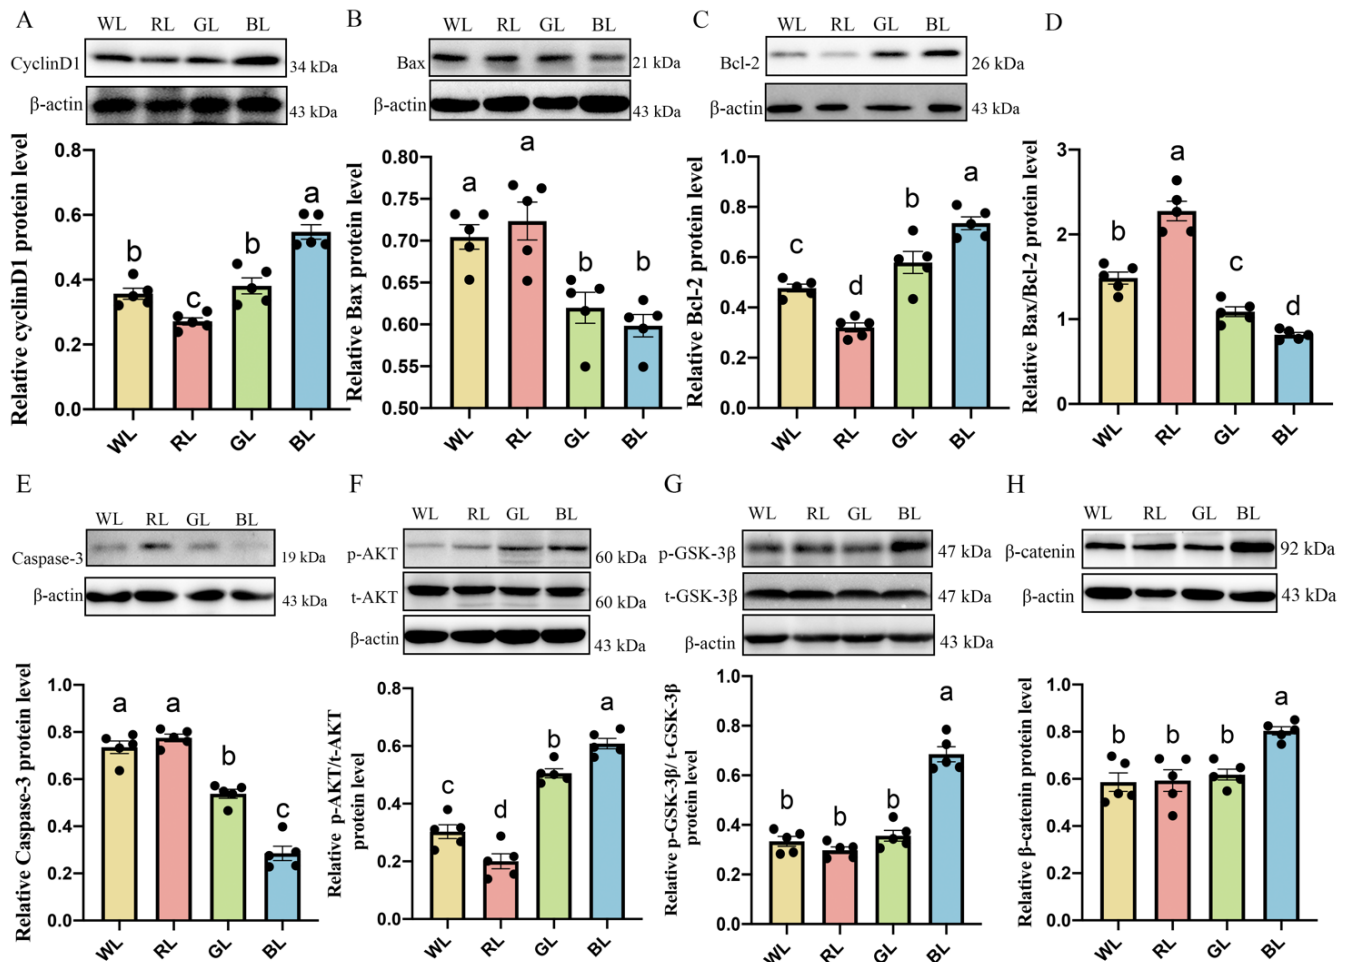 A
WL RL GL BL
CyclinD1
34 kDa
β-actin
43 kDa
Relative cyclinD1 protein level
0.8
0.6
0.4
0.2
0.0
b
c
b
a
WL RL GL BL
B
WL RL GL BL
Bax
21 kDa
β-actin
43 kDa
Relative Bax protein level
0.80
0.75
0.70
0.65
0.60
0.55
0.50
a
a
b
b
WL RL GL BL
C
WL RL GL BL
Bcl-2
26 kDa
β-actin
43 kDa
Relative Bcl-2 protein level
1.0
0.8
0.6
0.4
0.2
0.0
c
d
b
a
WL RL GL BL
D
Relative Bax/Bcl-2 protein level
3
2
1
0
b
a
c
d
WL RL GL BL
E
WL RL GL BL
Caspase-3
19 kDa
β-actin
43 kDa
Relative Caspase-3 protein level
1.0
0.8
0.6
0.4
0.2
0.0
a
a
b
c
WL RL GL BL
F
WL RL GL BL
p-AKT
60 kDa
t-AKT
60 kDa
β-actin
43 kDa
Relative p-AKT/t-AKT
protein level
0.8
0.6
0.4
0.2
0.0
c
d
b
a
WL RL GL BL
G
WL RL GL BL
p-GSK-3β
47 kDa
t-GSK-3β
47 kDa
β-actin
43 kDa
Relative p-GSK-3β/ t-GSK-3β
protein level
1.0
0.8
0.6
0.4
0.2
0.0
b
b
b
a
WL RL GL BL
H
WL RL GL BL
β-catenin
92 kDa
β-actin
43 kDa
Relative β-catenin protein level
1.0
0.8
0.6
0.4
0.2
0.0
b
b
b
a
WL RL GL BL